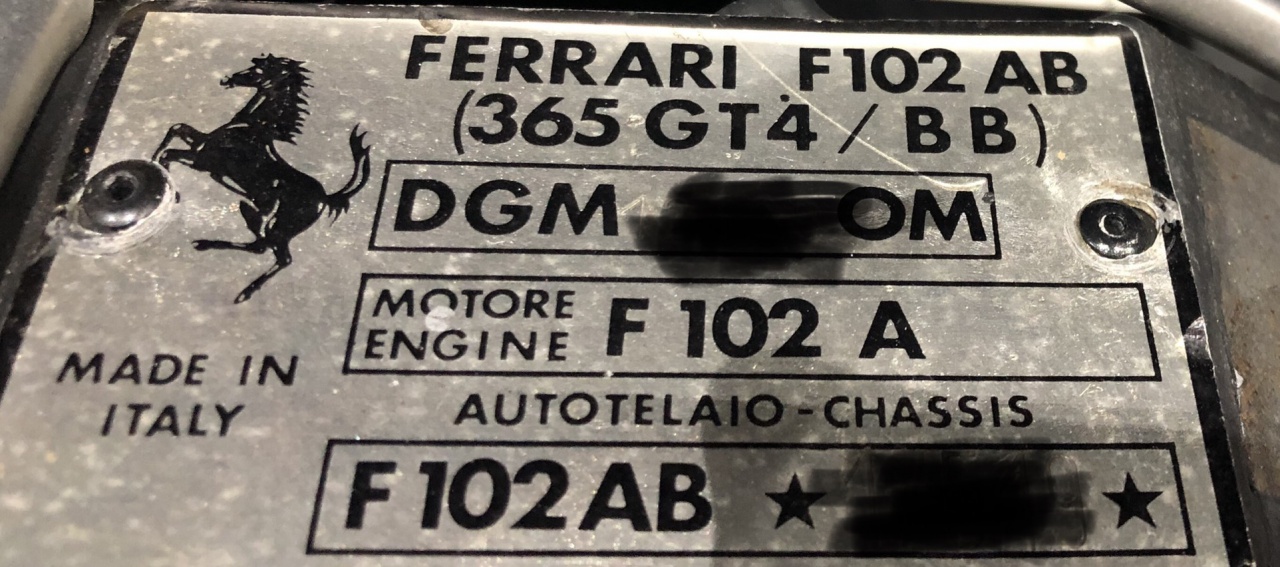 FERRARI F102 AB
(365 GT4 / BB)
DGM OM
MOTORE
ENGINE F 102 A
MADE IN
ITALY
AUTOTELAIO - CHASSIS
F102AB ★ ★